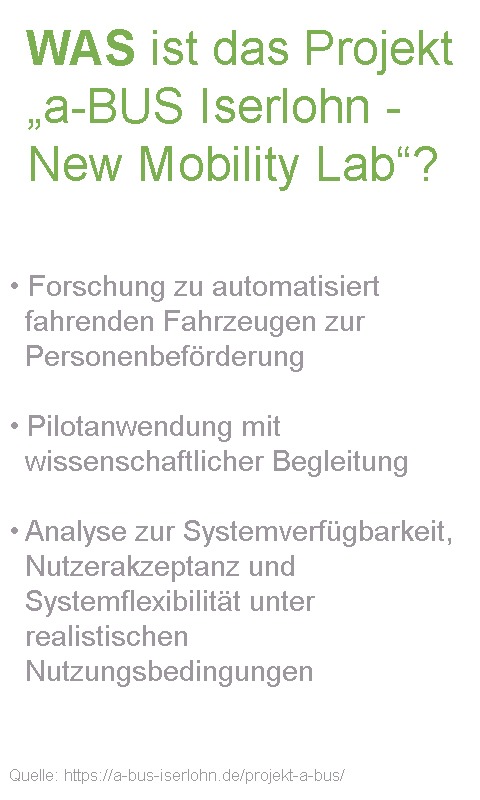 WAS ist das Projekt
„a-BUS Iserlohn -
New Mobility Lab“?
• Forschung zu automatisiert
fahrenden Fahrzeugen zur
Personenbeförderung
• Pilotanwendung mit
wissenschaftlicher Begleitung
• Analyse zur Systemverfügbarkeit,
Nutzerakzeptanz und
Systemflexibilität unter
realistischen
Nutzungsbedingungen
Quelle: https://a-bus-iserlohn.de/projekt-a-bus/